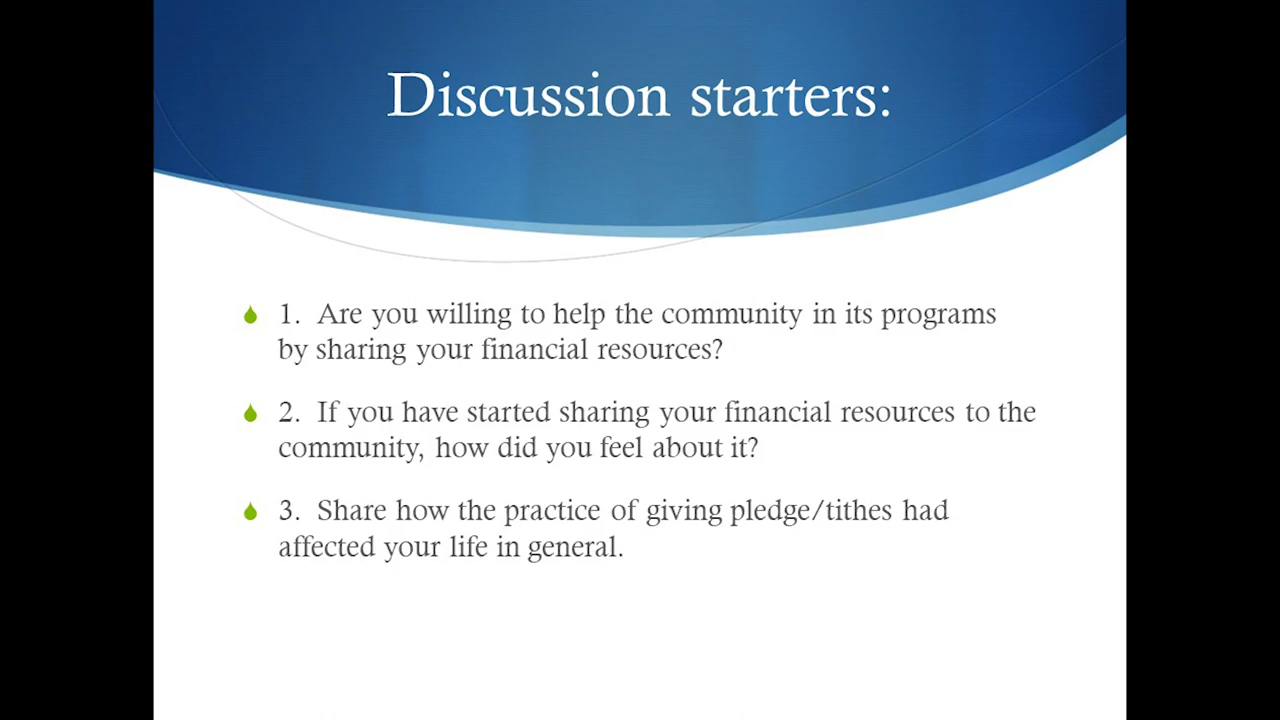 Discussion starters:
1. Are you willing to help the community in its programs
by sharing your financial resources?
2. If you have started sharing your financial resources to the
community, how did you feel about it?
3. Share how the practice of giving pledge/tithes had
affected your life in general.